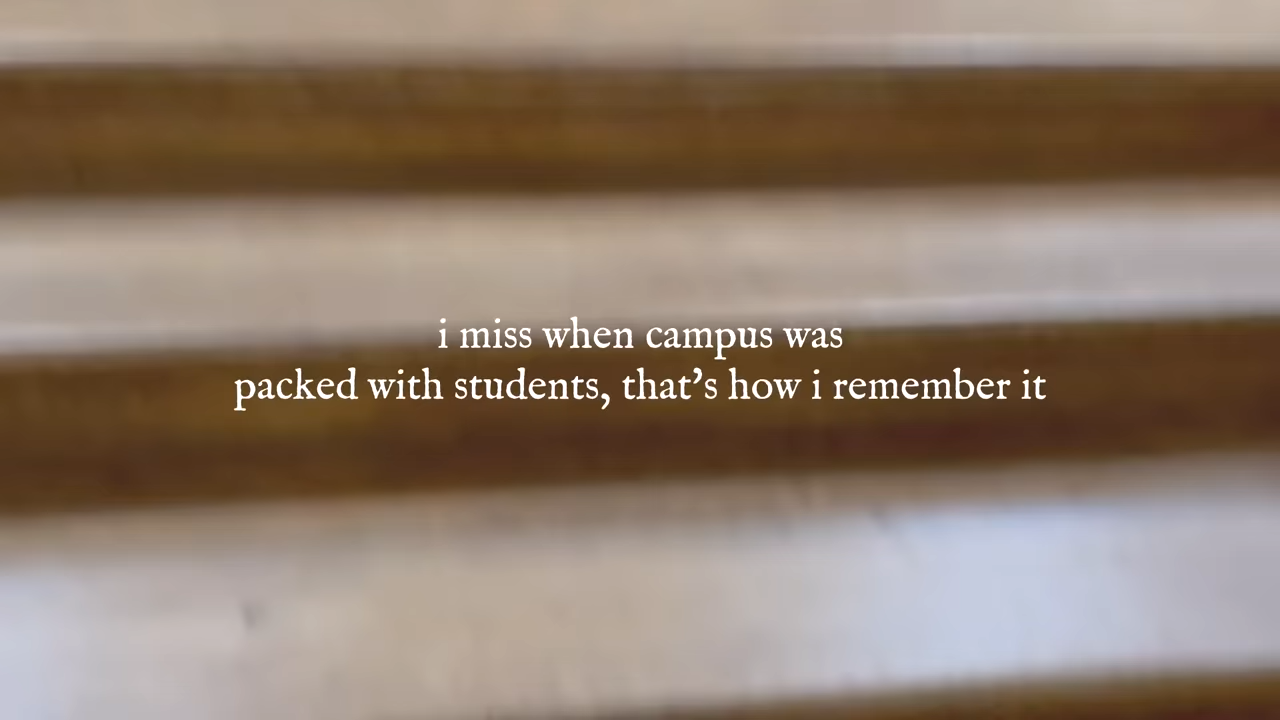 i miss when campus was
packed with students, that’s how i remember it